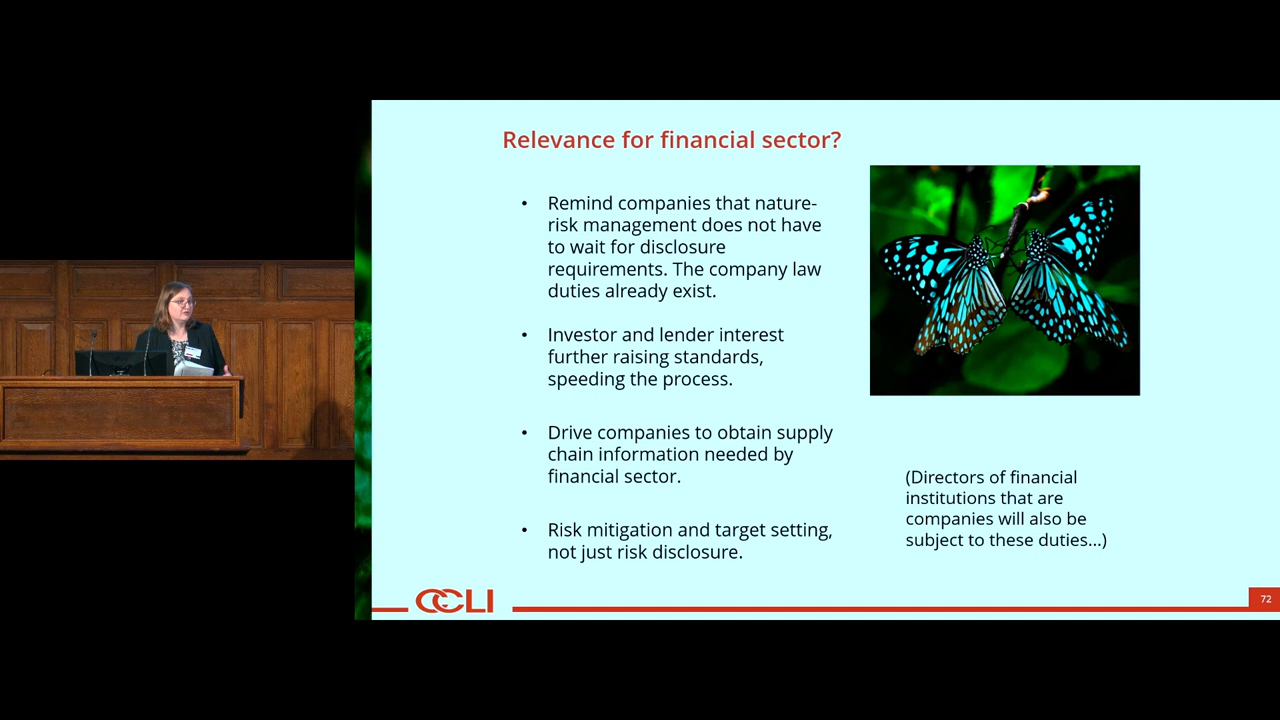 Relevance for financial sector?
• Remind companies that nature-
risk management does not have
to wait for disclosure
requirements. The company law
duties already exist.
• Investor and lender interest
further raising standards,
speeding the process.
• Drive companies to obtain supply
chain information needed by
financial sector.
• Risk mitigation and target setting,
not just risk disclosure.
(Directors of financial
institutions that are
companies will also be
subject to these duties...)
CCLI
72